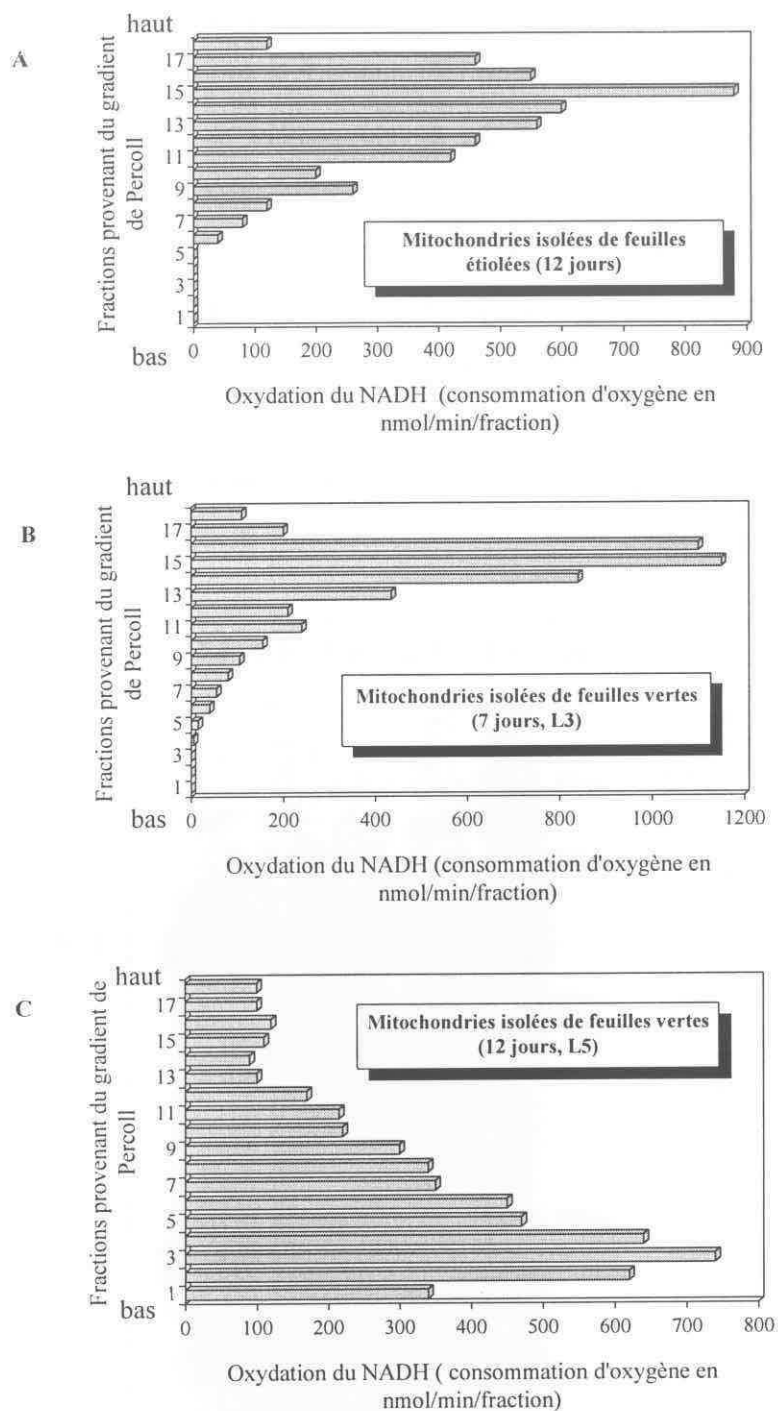 A
haut
Fractions provenant du gradient
de Percoll
17
15
13
11
9
7
5
3
1
bas
Mitochondries isolées de feuilles
étiolées (12 jours)
0 100 200 300 400 500 600 700 800 900
Oxydation du NADH (consommation d'oxygène en
nmol/min/fraction)
B
haut
Fractions provenant du gradient
de Percoll
17
15
13
11
9
7
5
3
1
bas
Mitochondries isolées de feuilles vertes
(7 jours, L3)
0 200 400 600 800 1000 1200
Oxydation du NADH (consommation d'oxygène en
nmol/min/fraction)
C
haut
Fractions provenant du gradient de
Percoll
17
15
13
11
9
7
5
3
1
bas
Mitochondries isolées de feuilles vertes
(12 jours, L5)
0 100 200 300 400 500 600 700 800
Oxydation du NADH ( consommation d'oxygène en
nmol/min/fraction)